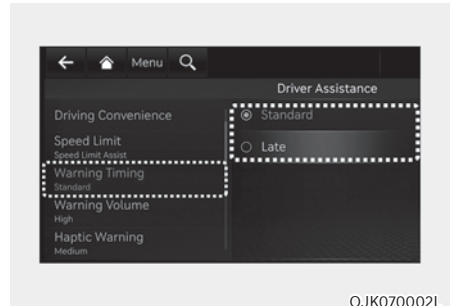 Menu
Driver Assistance
Driving Convenience
Speed Limit
Speed Limit Assist
Warning Timing
Standard
Warning Volume
High
Haptic Warning
Medium
Standard
Late
OJK070002L